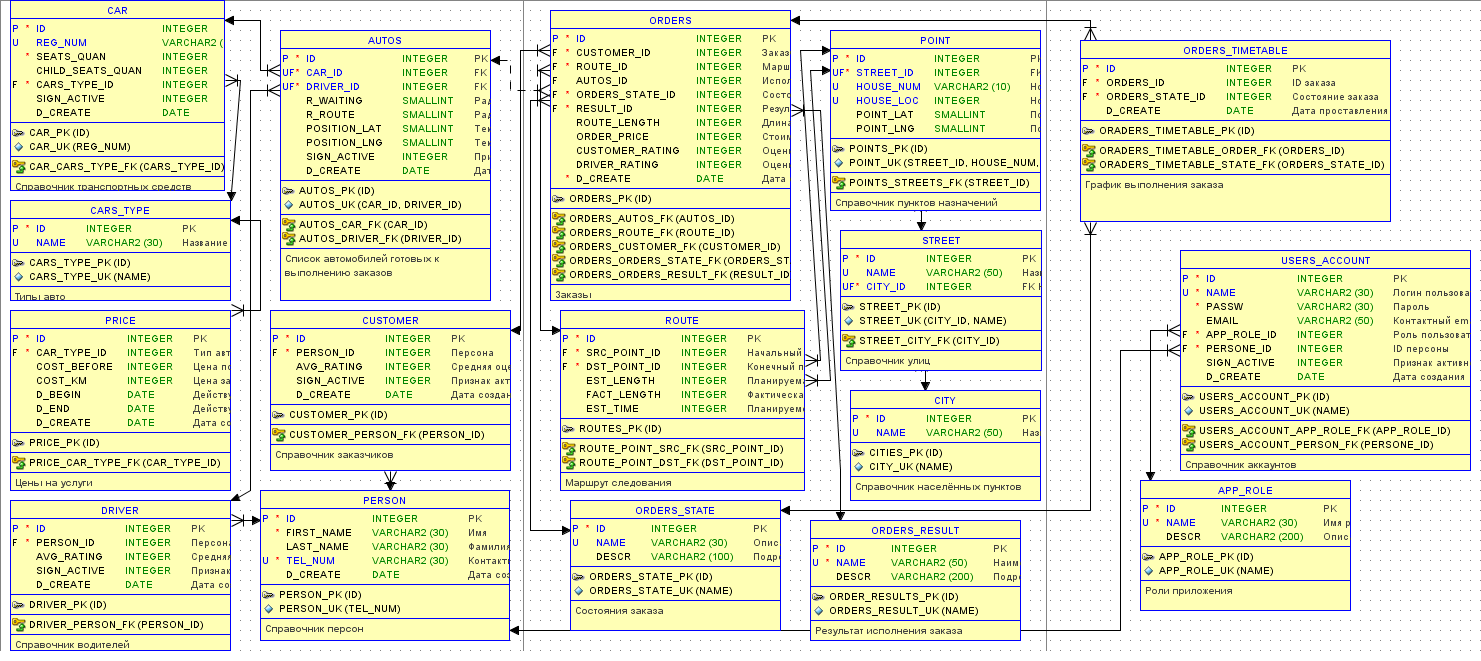 CAR
P * ID INTEGER
U REG_NUM VARCHAR2 (
* SEATS_QUAN INTEGER
CHILD_SEATS_QUAN INTEGER
F * CARS_TYPE_ID INTEGER
SIGN_ACTIVE INTEGER
D_CREATE DATE
CAR_PK (ID)
CAR_UK (REG_NUM)
CAR_CARS_TYPE_FK (CARS_TYPE_ID)
Справочник транспортных средств
CARS_TYPE
P * ID INTEGER PK
U NAME VARCHAR2 (30) Название
CARS_TYPE_PK (ID)
CARS_TYPE_UK (NAME)
Типы авто
PRICE
P * ID INTEGER PK
F * CAR_TYPE_ID INTEGER Тип авт
COST_BEFORE INTEGER Цена по
COST_KM INTEGER Цена за
D_BEGIN DATE Действ
D_END DATE Действ
D_CREATE DATE Дата со
PRICE_PK (ID)
PRICE_CAR_TYPE_FK (CAR_TYPE_ID)
Цены на услуги
DRIVER
P * ID INTEGER PK
F * PERSON_ID INTEGER Персона
AVG_RATING INTEGER Средняя
SIGN_ACTIVE INTEGER Признак
D_CREATE DATE Дата со
DRIVER_PK (ID)
DRIVER_PERSON_FK (PERSON_ID)
Справочник водителей
AUTOS
P * ID INTEGER PK
UF* CAR_ID INTEGER FK
UF* DRIVER_ID INTEGER FK
R_WAITING SMALLINT Рад
R_ROUTE SMALLINT Рад
POSITION_LAT SMALLINT Тек
POSITION_LNG SMALLINT Тек
SIGN_ACTIVE INTEGER При
D_CREATE DATE Дат
AUTOS_PK (ID)
AUTOS_UK (CAR_ID, DRIVER_ID)
AUTOS_CAR_FK (CAR_ID)
AUTOS_DRIVER_FK (DRIVER_ID)
Список автомобилей готовых к
выполнению заказов
CUSTOMER
P * ID INTEGER PK
F * PERSON_ID INTEGER Персона
AVG_RATING INTEGER Средняя оце
SIGN_ACTIVE INTEGER Признак акт
D_CREATE DATE Дата создан
CUSTOMER_PK (ID)
CUSTOMER_PERSON_FK (PERSON_ID)
Справочник заказчиков
PERSON
P * ID INTEGER PK
* FIRST_NAME VARCHAR2 (30) Имя
LAST_NAME VARCHAR2 (30) Фамилия
U * TEL_NUM VARCHAR2 (30) Контакт
D_CREATE DATE Дата соз
PERSON_PK (ID)
PERSON_UK (TEL_NUM)
Справочник персон
ORDERS
P * ID INTEGER PK
F * CUSTOMER_ID INTEGER Заказ
F * ROUTE_ID INTEGER Марш
F AUTOS_ID INTEGER Испол
F * ORDERS_STATE_ID INTEGER Состо
F * RESULT_ID INTEGER Резул
ROUTE_LENGTH INTEGER Длина
ORDER_PRICE INTEGER Стоим
CUSTOMER_RATING INTEGER Оцен
DRIVER_RATING INTEGER Оцен
* D_CREATE DATE Дата
ORDERS_PK (ID)
ORDERS_AUTOS_FK (AUTOS_ID)
ORDERS_ROUTE_FK (ROUTE_ID)
ORDERS_CUSTOMER_FK (CUSTOMER_ID)
ORDERS_ORDERS_STATE_FK (ORDERS_ST
ORDERS_ORDERS_RESULT_FK (RESULT_ID
Заказы
ROUTE
P * ID INTEGER PK
F * SRC_POINT_ID INTEGER Начальный
F * DST_POINT_ID INTEGER Конечный п
EST_LENGTH INTEGER Планируем
FACT_LENGTH INTEGER Фактическа
EST_TIME INTEGER Планируем
ROUTES_PK (ID)
ROUTE_POINT_SRC_FK (SRC_POINT_ID)
ROUTE_POINT_DST_FK (DST_POINT_ID)
Маршрут следования
ORDERS_STATE
P * ID INTEGER PK
U NAME VARCHAR2 (30) Опис
DESCR VARCHAR2 (100) Подро
ORDERS_STATE_PK (ID)
ORDERS_STATE_UK (NAME)
Состояния заказа
POINT
P * ID INTEGER
UF* STREET_ID INTEGER
U HOUSE_NUM VARCHAR2 (10)
U HOUSE_LOC INTEGER
POINT_LAT SMALLINT
POINT_LNG SMALLINT
POINTS_PK (ID)
POINT_UK (STREET_ID, HOUSE_NUM,
POINTS_STREETS_FK (STREET_ID)
Справочник пунктов назначений
STREET
P * ID INTEGER PK
U NAME VARCHAR2 (50) Наз
UF* CITY_ID INTEGER FK
STREET_PK (ID)
STREET_UK (CITY_ID, NAME)
STREET_CITY_FK (CITY_ID)
Справочник улиц
CITY
P * ID INTEGER PK
U NAME VARCHAR2 (50) Наз
CITIES_PK (ID)
CITY_UK (NAME)
Справочник населённых пунктов
ORDERS_RESULT
P * ID INTEGER PK
U * NAME VARCHAR2 (50) Наим
DESCR VARCHAR2 (200) Подр
ORDER_RESULTS_PK (ID)
ORDERS_RESULT_UK (NAME)
Результат исполнения заказа
ORDERS_TIMETABLE
P * ID INTEGER PK
F * ORDERS_ID INTEGER ID заказа
F * ORDERS_STATE_ID INTEGER Состояние заказа
D_CREATE DATE Дата проставления
ORADERS_TIMETABLE_PK (ID)
ORADERS_TIMETABLE_ORDER_FK (ORDERS_ID)
ORADERS_TIMETABLE_STATE_FK (ORDERS_STATE_ID)
График выполнения заказа
USERS_ACCOUNT
P * ID INTEGER PK
U * NAME VARCHAR2 (30) Логин пользова
* PASSW VARCHAR2 (30) Пароль
EMAIL VARCHAR2 (50) Контактный em
F * APP_ROLE_ID INTEGER Роль пользоват
F * PERSONE_ID INTEGER ID персоны
SIGN_ACTIVE INTEGER Признак активн
D_CREATE DATE Дата создания
USERS_ACCOUNT_PK (ID)
USERS_ACCOUNT_UK (NAME)
USERS_ACCOUNT_APP_ROLE_FK (APP_ROLE_ID)
USERS_ACCOUNT_PERSON_FK (PERSONE_ID)
Справочник аккаунтов
APP_ROLE
P * ID INTEGER PK
U * NAME VARCHAR2 (30) Имя р
DESCR VARCHAR2 (200) Опис
APP_ROLE_PK (ID)
APP_ROLE_UK (NAME)
Роли приложения